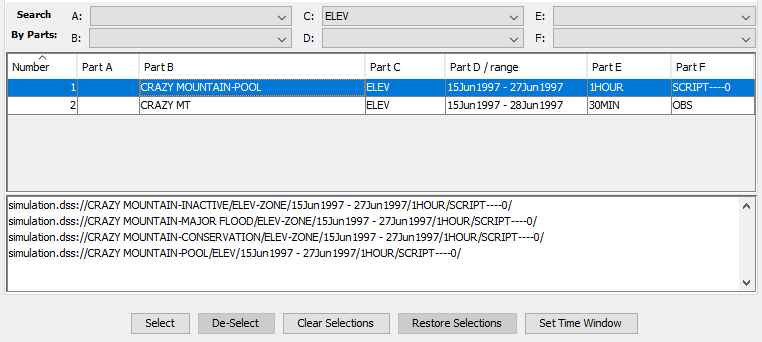 Search A: C: ELEV E:
By Parts: B: D: F:
Number Part A Part B Part C Part D / range Part E Part F
1 CRAZY MOUNTAIN-POOL ELEV 15Jun1997 - 27Jun1997 1HOUR SCRIPT----0
2 CRAZY MT ELEV 15Jun1997 - 28Jun1997 30MIN OBS
simulation.dss://CRAZY MOUNTAIN-INACTIVE/ELEV-ZONE/15Jun1997 - 27Jun1997/1HOUR/SCRIPT----0/
simulation.dss://CRAZY MOUNTAIN-MAJOR FLOOD/ELEV-ZONE/15Jun1997 - 27Jun1997/1HOUR/SCRIPT----0/
simulation.dss://CRAZY MOUNTAIN-CONSERVATION/ELEV-ZONE/15Jun1997 - 27Jun1997/1HOUR/SCRIPT----0/
simulation.dss://CRAZY MOUNTAIN-POOL/ELEV/15Jun1997 - 27Jun1997/1HOUR/SCRIPT----0/
Select De-Select Clear Selections Restore Selections Set Time Window